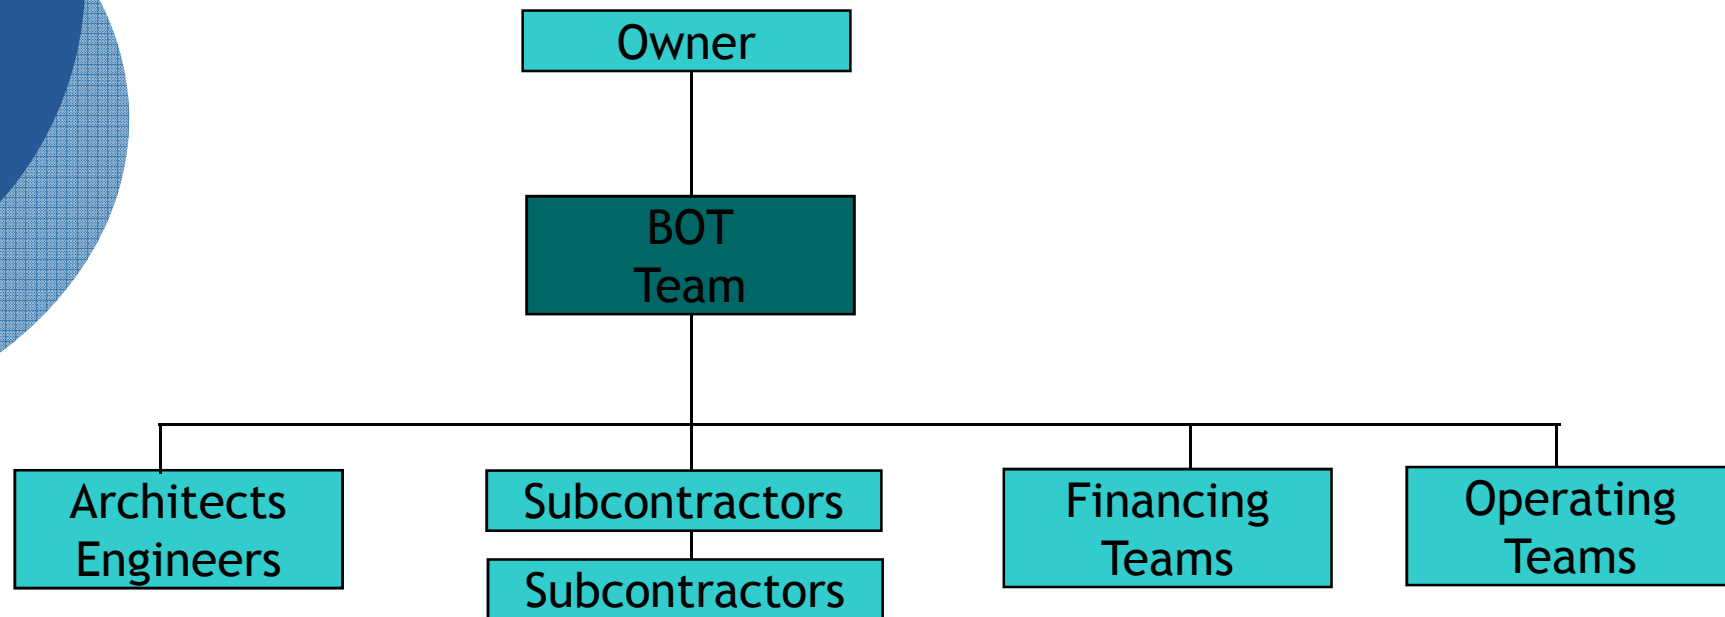 Owner
BOT
Team
Architects
Engineers
Subcontractors
Subcontractors
Financing
Teams
Operating
Teams